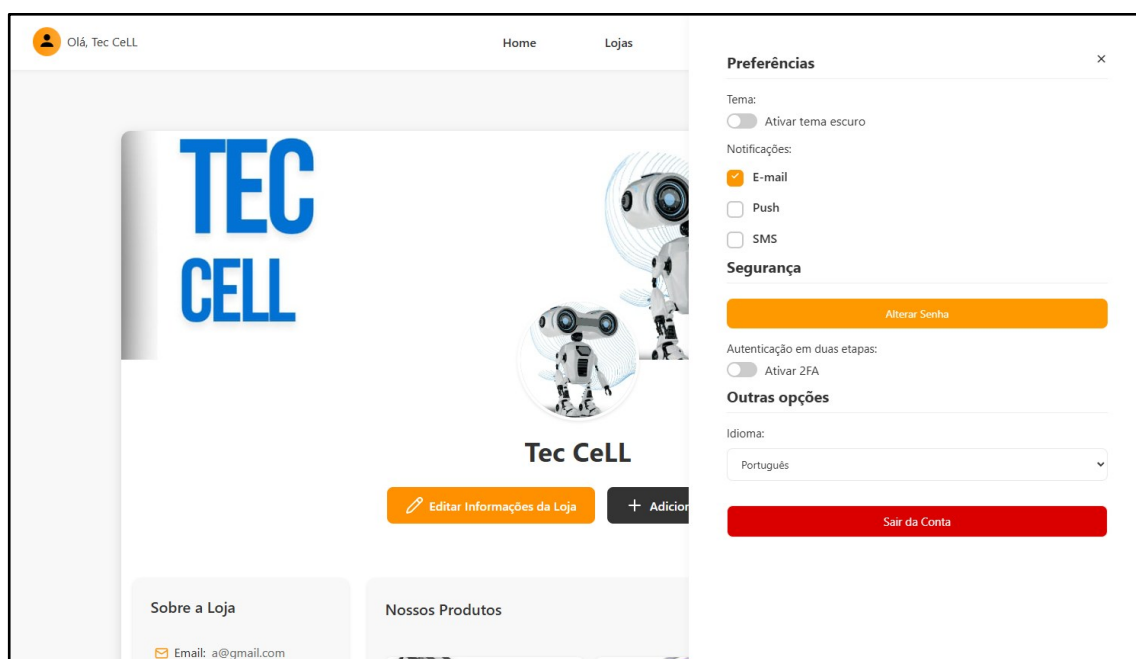 Olá, Tec CeLL
Home
Lojas
TEC
CELL
Tec CeLL
Editar Informações da Loja
Sobre a Loja
Email: a@gmail.com
Nossos Produtos
Preferências
×
Tema:
Ativar tema escuro
Notificações:
E-mail
Push
SMS
Segurança
Alterar Senha
Autenticação em duas etapas:
Ativar 2FA
Outras opções
Idioma:
Português
Sair da Conta